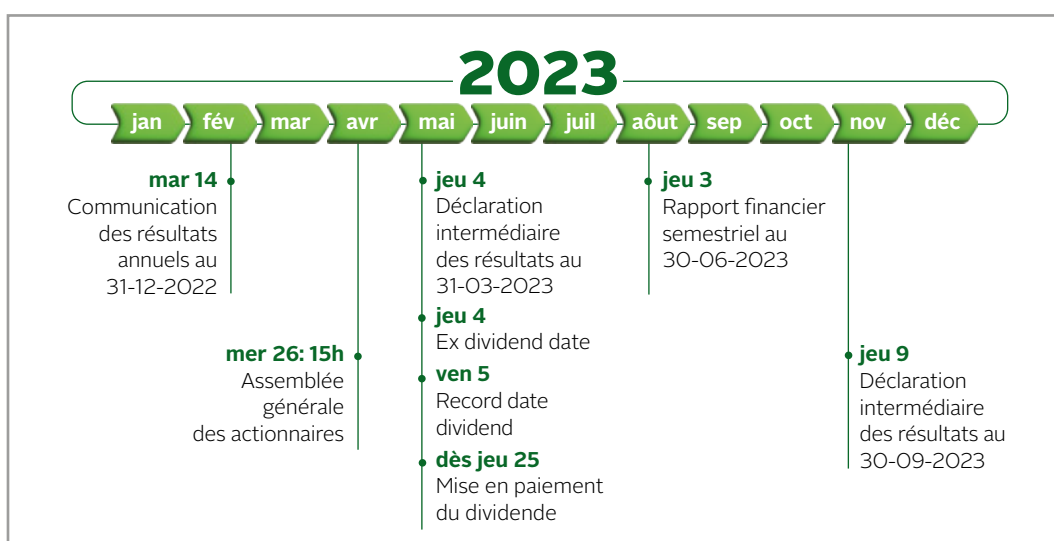 2023
jan
fév
mar
avr
mai
juin
juil
aôut
sep
oct
nov
déc
mar 14
Communication
des résultats
annuels au
31-12-2022
mer 26: 15h
Assemblée
générale
des actionnaires
jeu 4
Déclaration
intermédiaire
des résultats au
31-03-2023
jeu 4
Ex dividend date
ven 5
Record date
dividend
dès jeu 25
Mise en paiement
du dividende
jeu 3
Rapport financier
semestriel au
30-06-2023
jeu 9
Déclaration
intermédiaire
des résultats au
30-09-2023